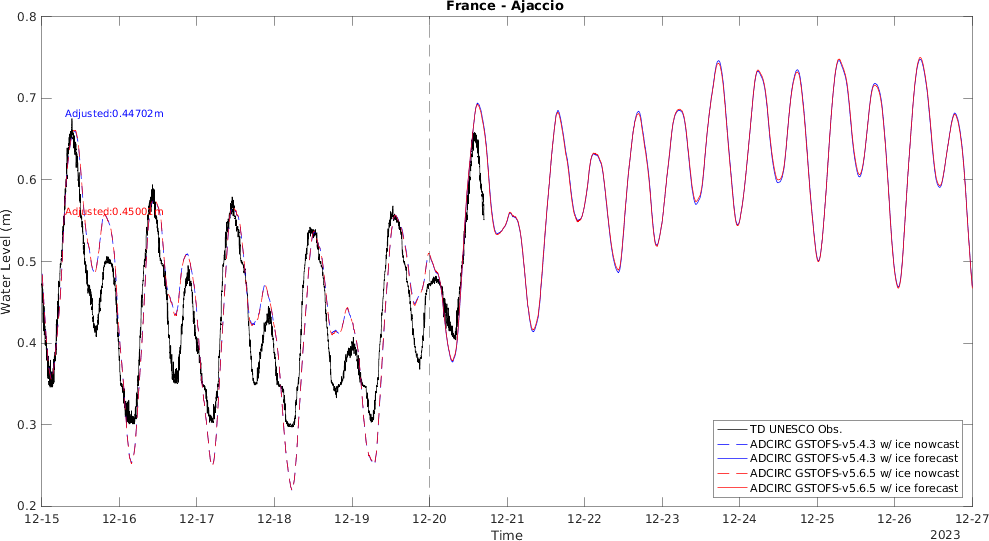 France - Ajaccio
0.8
0.7
0.6
0.5
0.4
0.3
0.2
Water Level (m)
Adjusted:0.44702m
Adjusted:0.45002m
TD UNESCO Obs.
ADCIRC GSTOFS-v5.4.3 w/ ice nowcast
ADCIRC GSTOFS-v5.4.3 w/ ice forecast
ADCIRC GSTOFS-v5.6.5 w/ ice nowcast
ADCIRC GSTOFS-v5.6.5 w/ ice forecast
12-15 12-16 12-17 12-18 12-19 12-20 12-21 12-22 12-23 12-24 12-25 12-26 12-27
Time
2023